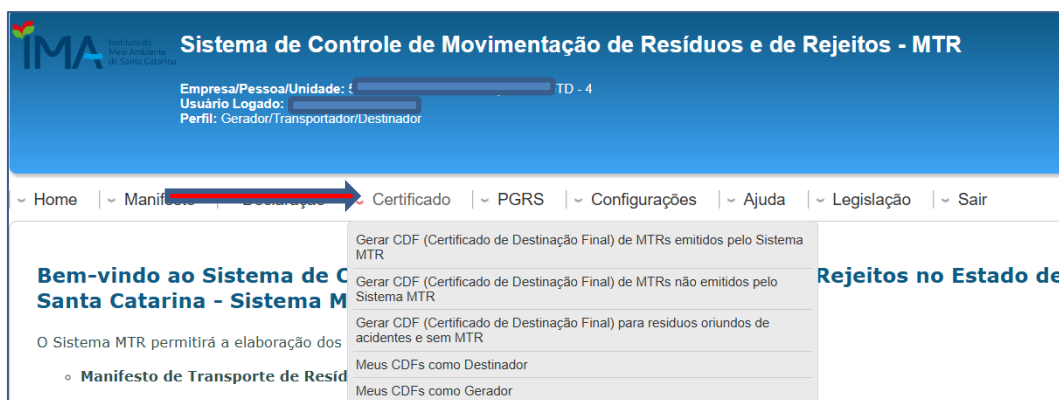 IMA Instituto do
Meio Ambiente
de Santa Catarina
Sistema de Controle de Movimentação de Resíduos e de Rejeitos - MTR
Empresa/Pessoa/Unidade: TD - 4
Usuário Logado:
Perfil: Gerador/Transportador/Destinador
Home Manifesto Declaração Certificado PGRS Configurações Ajuda Legislação Sair
Gerar CDF (Certificado de Destinação Final) de MTRs emitidos pelo Sistema
MTR
Gerar CDF (Certificado de Destinação Final) de MTRs não emitidos pelo
Sistema MTR
Gerar CDF (Certificado de Destinação Final) para residuos oriundos de
acidentes e sem MTR
Meus CDFs como Destinador
Meus CDFs como Gerador
Bem-vindo ao Sistema de C Rejeitos no Estado de
Santa Catarina - Sistema M
O Sistema MTR permitirá a elaboração dos
Manifesto de Transporte de Resíd